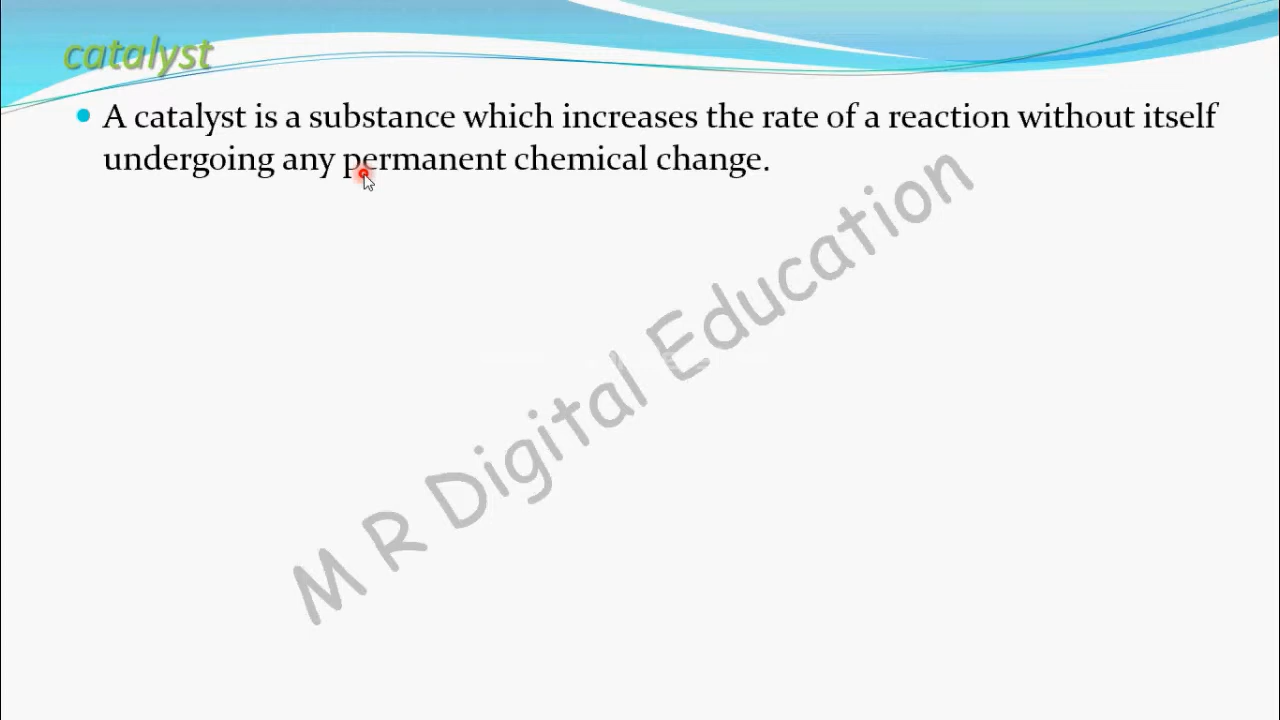 catalyst
• A catalyst is a substance which increases the rate of a reaction without itself
undergoing any permanent chemical change.
M R Digital Education